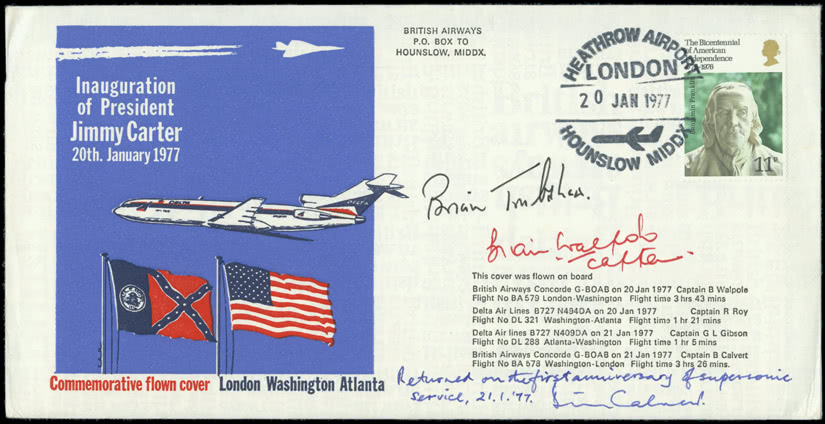 BRITISH AIRWAYS
P.O. BOX TO
HOUNSLOW, MIDDX.
HEATHROW AIRPORT
LONDON
20 JAN 1977
HOUNSLOW MIDDX
The Bicentennial of
American
Independence
1976
Benjamin Franklin
11P
Inauguration
of President
Jimmy Carter
20th. January 1977
DELTA
Brian Trubshaw.
Brian Walpole
Captain
This cover was flown on board
British Airways Concorde G-BOAB on 20 Jan 1977 Captain B Walpole
Flight No BA 579 London-Washington Flight time 3 hrs 43 mins
Delta Air lines B727 N494DA on 20 Jan 1977 Captain R Roy
Flight No DL 321 Washington-Atlanta Flight time 1 hr 21 mins
Delta Air lines B727 N409DA on 21 Jan 1977 Captain G L Gibson
Flight No DL 288 Atlanta-Washington Flight time 1 hr 5 mins
British Airways Concorde G-BOAB on 21 Jan 1977 Captain B Calvert
Flight No BA 578 Washington-London Flight time 3 hrs 26 mins.
Commemorative flown cover London Washington Atlanta
Returned on the first anniversary of supersonic
service, 21.1.'77. Brian Calvert.